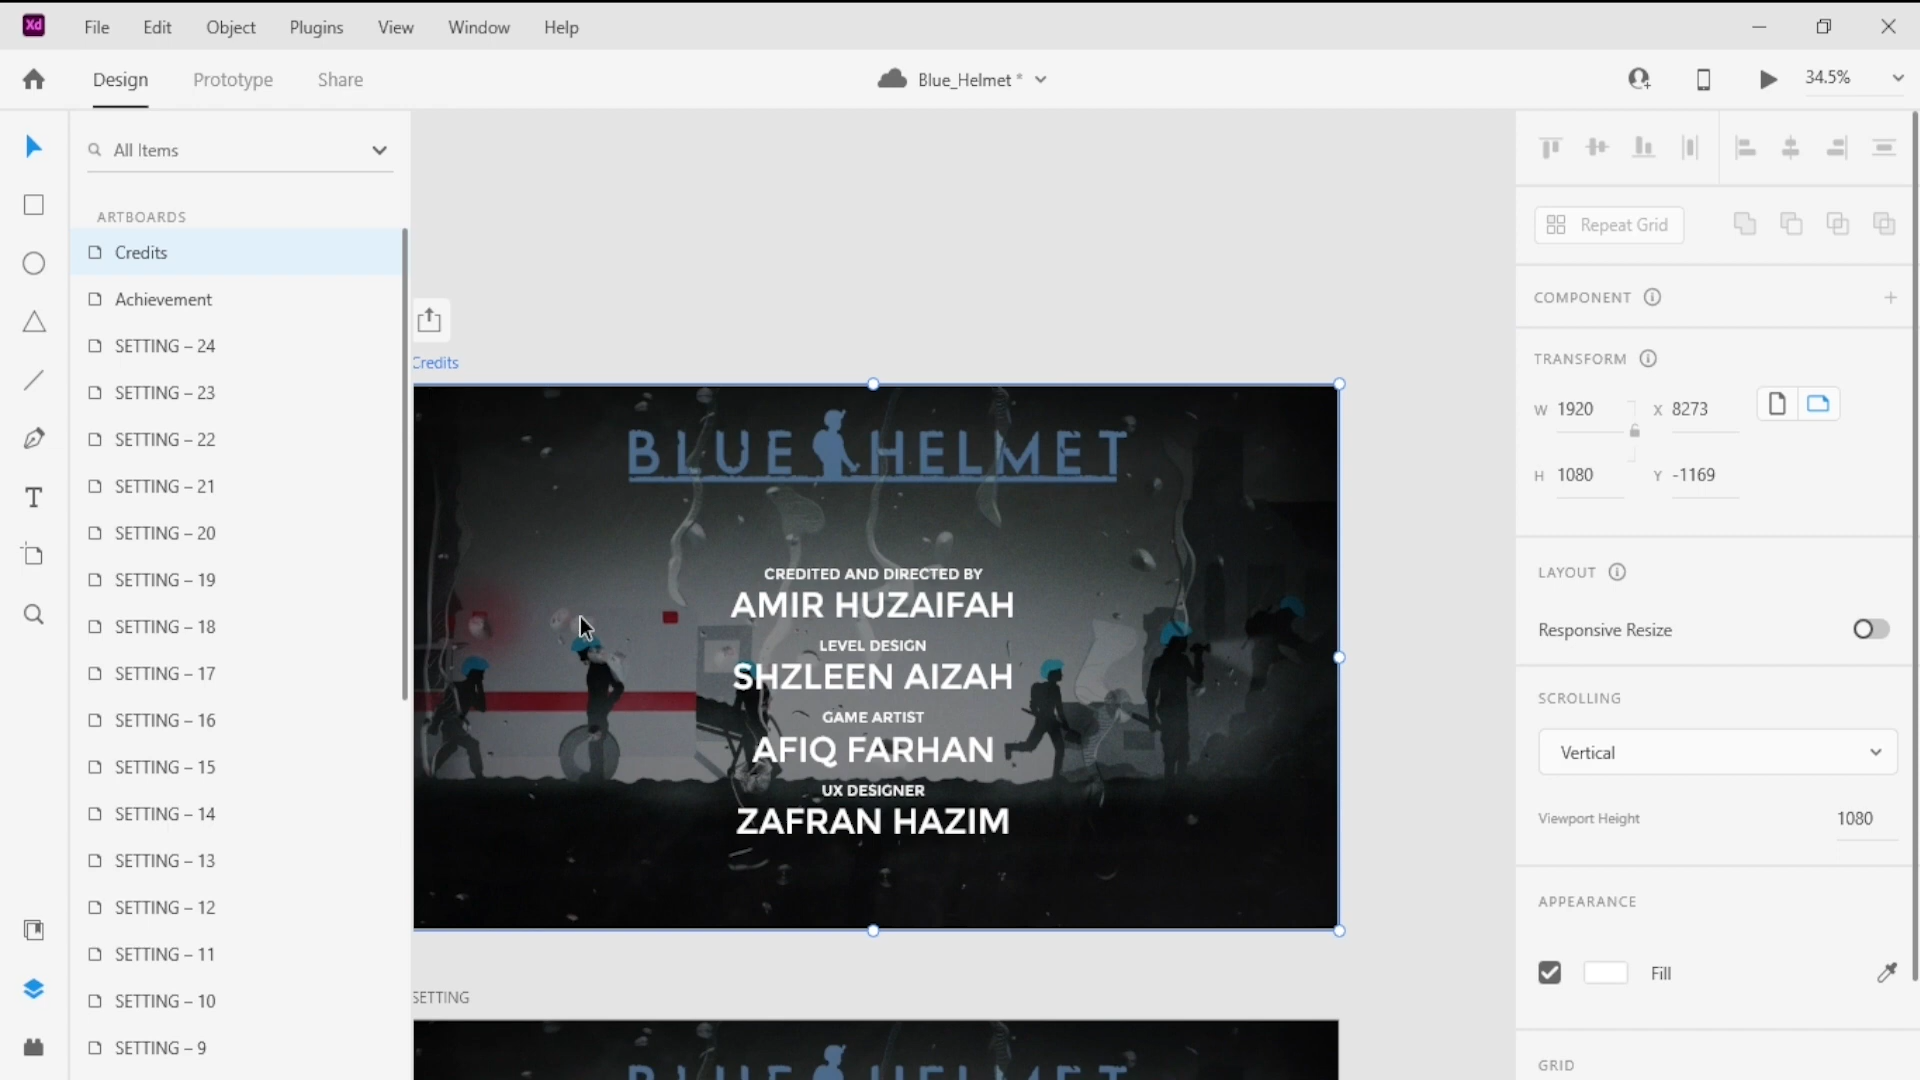 Xd File Edit Object Plugins View Window Help
Design Prototype Share Blue_Helmet * 34.5%
All Items
ARTBOARDS
Credits
Achievement
SETTING – 24
SETTING – 23
SETTING – 22
SETTING – 21
SETTING – 20
SETTING – 19
SETTING – 18
SETTING – 17
SETTING – 16
SETTING – 15
SETTING – 14
SETTING – 13
SETTING – 12
SETTING – 11
SETTING – 10
SETTING – 9
Credits
BLUE HELMET
CREDITED AND DIRECTED BY
AMIR HUZAIFAH
LEVEL DESIGN
SHZLEEN AIZAH
GAME ARTIST
AFIQ FARHAN
UX DESIGNER
ZAFRAN HAZIM
SETTING
BLUE HELMET
Repeat Grid
COMPONENT
TRANSFORM
W 1920 X 8273
H 1080 Y -1169
LAYOUT
Responsive Resize
SCROLLING
Vertical
Viewport Height 1080
APPEARANCE
Fill
GRID